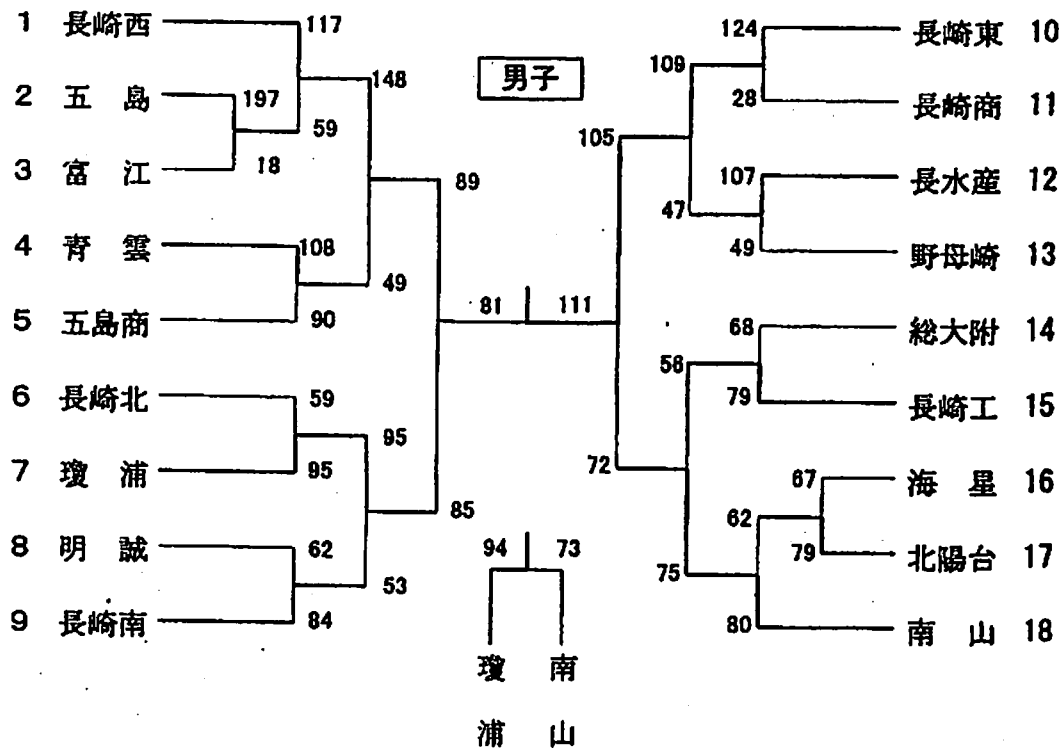 男子
1 長崎西 117
148
2 五島 197
59
3 富江 18
89
4 青雲 108
49
5 五島商 90
81 111
6 長崎北 59
95
7 瓊浦 95
85
8 明誠 62
53
9 長崎南 84
124 長崎東 10
109
28 長崎商 11
105
107 長水産 12
47
49 野母崎 13
68 総大附 14
58
79 長崎工 15
72
67 海星 16
62
79 北陽台 17
75
80 南山 18
94 73
瓊浦
南山